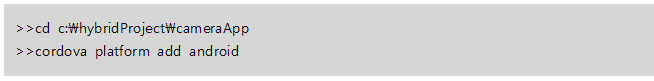 >>cd c:₩hybridProject₩cameraApp
>>cordova platform add android